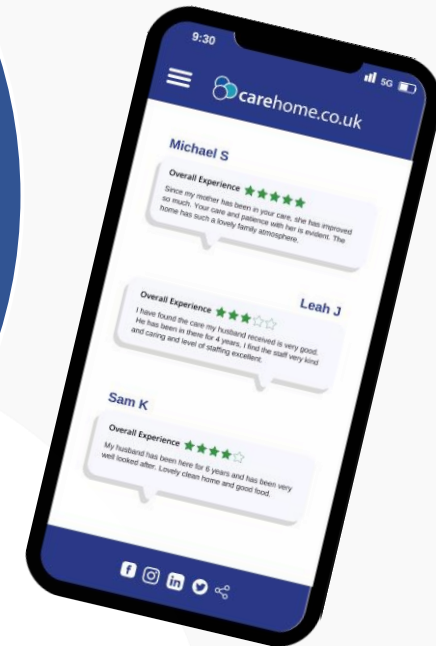 9:30
5G
carehome.co.uk
Michael S
Overall Experience
Since my mother has been in your care, she has improved
so much. Your care and patience with her is evident. The
home has such a lovely family atmosphere.
Leah J
Overall Experience
I have found the care my husband received is very good.
He has been in there for 4 years, I find the staff very kind
and caring and level of staffing excellent.
Sam K
Overall Experience
My husband has been here for 6 years and has been very
well looked after. Lovely clean home and good food.